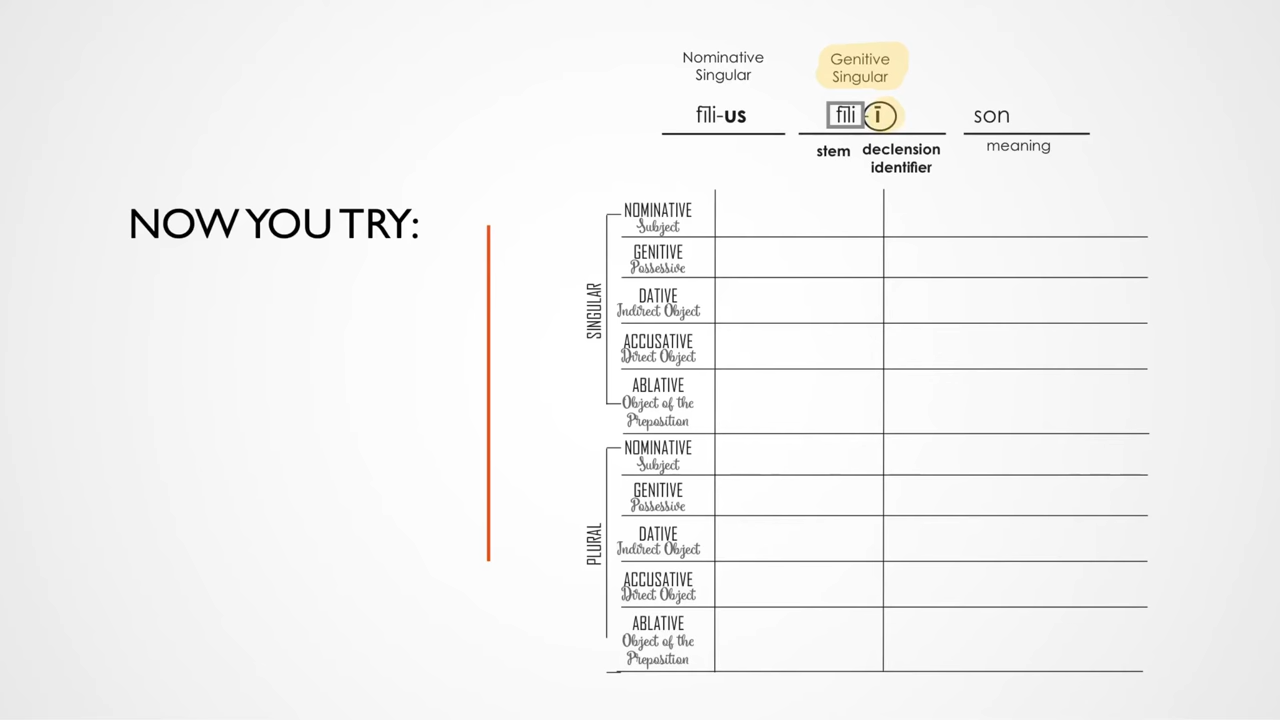 NOW YOU TRY:
Nominative
Singular
Genitive
Singular
fīli-us
fīli-ī
son
stem
declension
identifier
meaning
SINGULAR
NOMINATIVE
Subject
GENITIVE
Possessive
DATIVE
Indirect Object
ACCUSATIVE
Direct Object
ABLATIVE
Object of the
Preposition
PLURAL
NOMINATIVE
Subject
GENITIVE
Possessive
DATIVE
Indirect Object
ACCUSATIVE
Direct Object
ABLATIVE
Object of the
Preposition